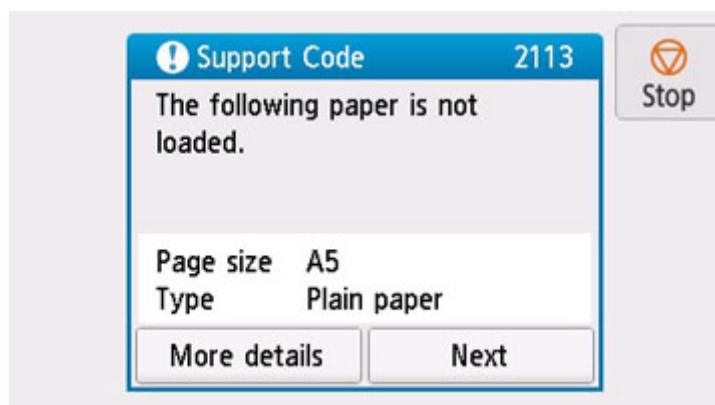 Support Code 2113
Stop
The following paper is not
loaded.
Page size A5
Type Plain paper
More details Next